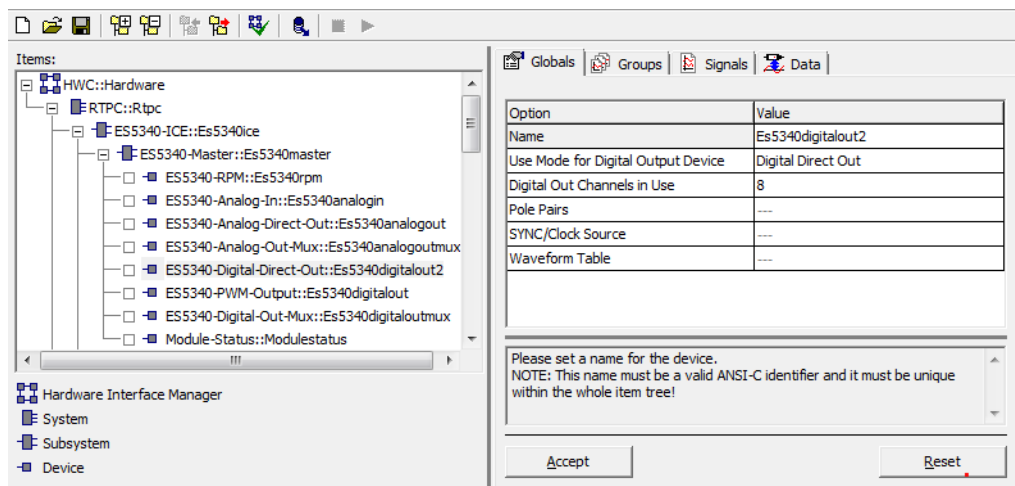 Items:
HWC::Hardware
RTPC::Rtpc
ES5340-ICE::Es5340ice
ES5340-Master::Es5340master
ES5340-RPM::Es5340rpm
ES5340-Analog-In::Es5340analogin
ES5340-Analog-Direct-Out::Es5340analogout
ES5340-Analog-Out-Mux::Es5340analogoutmux
ES5340-Digital-Direct-Out::Es5340digitalout2
ES5340-PWM-Output::Es5340digitalout
ES5340-Digital-Out-Mux::Es5340digitaloutmux
Module-Status::Modulestatus
Hardware Interface Manager
System
Subsystem
Device
Globals Groups Signals Data
Option Value
Name Es5340digitalout2
Use Mode for Digital Output Device Digital Direct Out
Digital Out Channels in Use 8
Pole Pairs ---
SYNC/Clock Source ---
Waveform Table ---
Please set a name for the device.
NOTE: This name must be a valid ANSI-C identifier and it must be unique
within the whole item tree!
Accept Reset